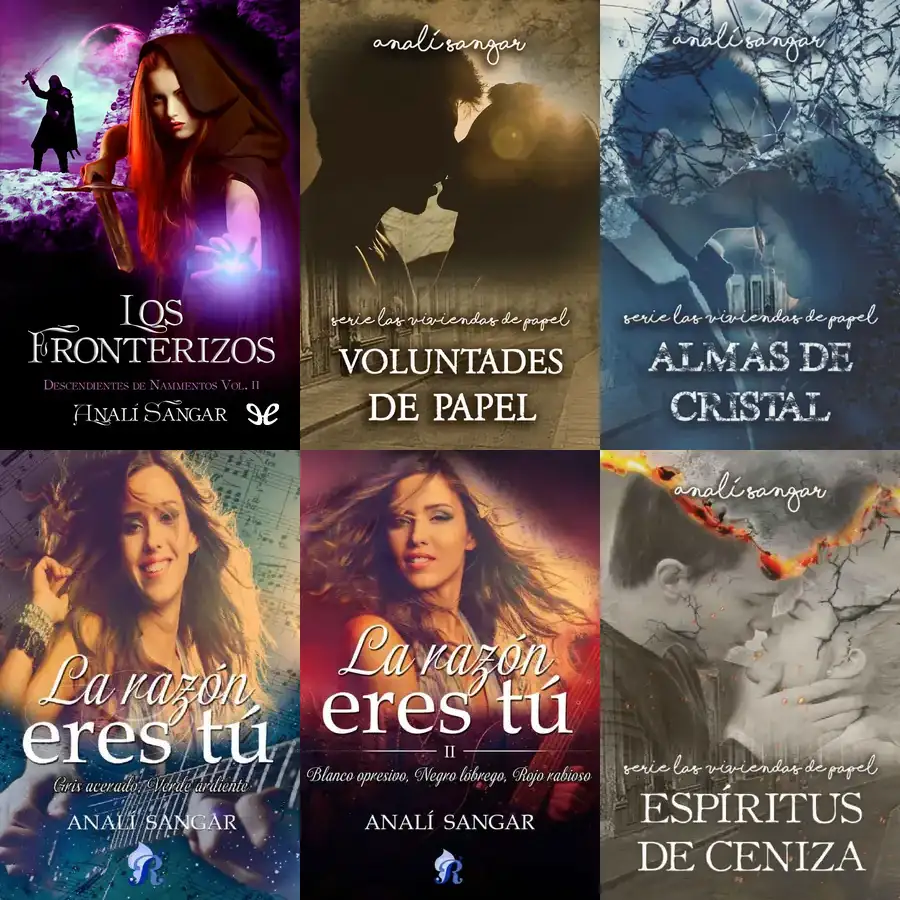 LOS
FRONTERIZOS
DESCENDIENTES DE NAMMENTOS VOL. II
ANALÍ SANGAR
analí sangar
serie las viviendas de papel
VOLUNTADES
DE PAPEL
analí sangar
serie las viviendas de papel
ALMAS DE
CRISTAL
La razón
eres tú
Gris acerado, Verde ardiente
ANALÍ SANGAR
R
La razón
eres tú
II
Blanco opresivo, Negro lóbrego, Rojo rabioso
ANALÍ SANGAR
R
analí sangar
serie las viviendas de papel
ESPÍRITUS
DE CENIZA